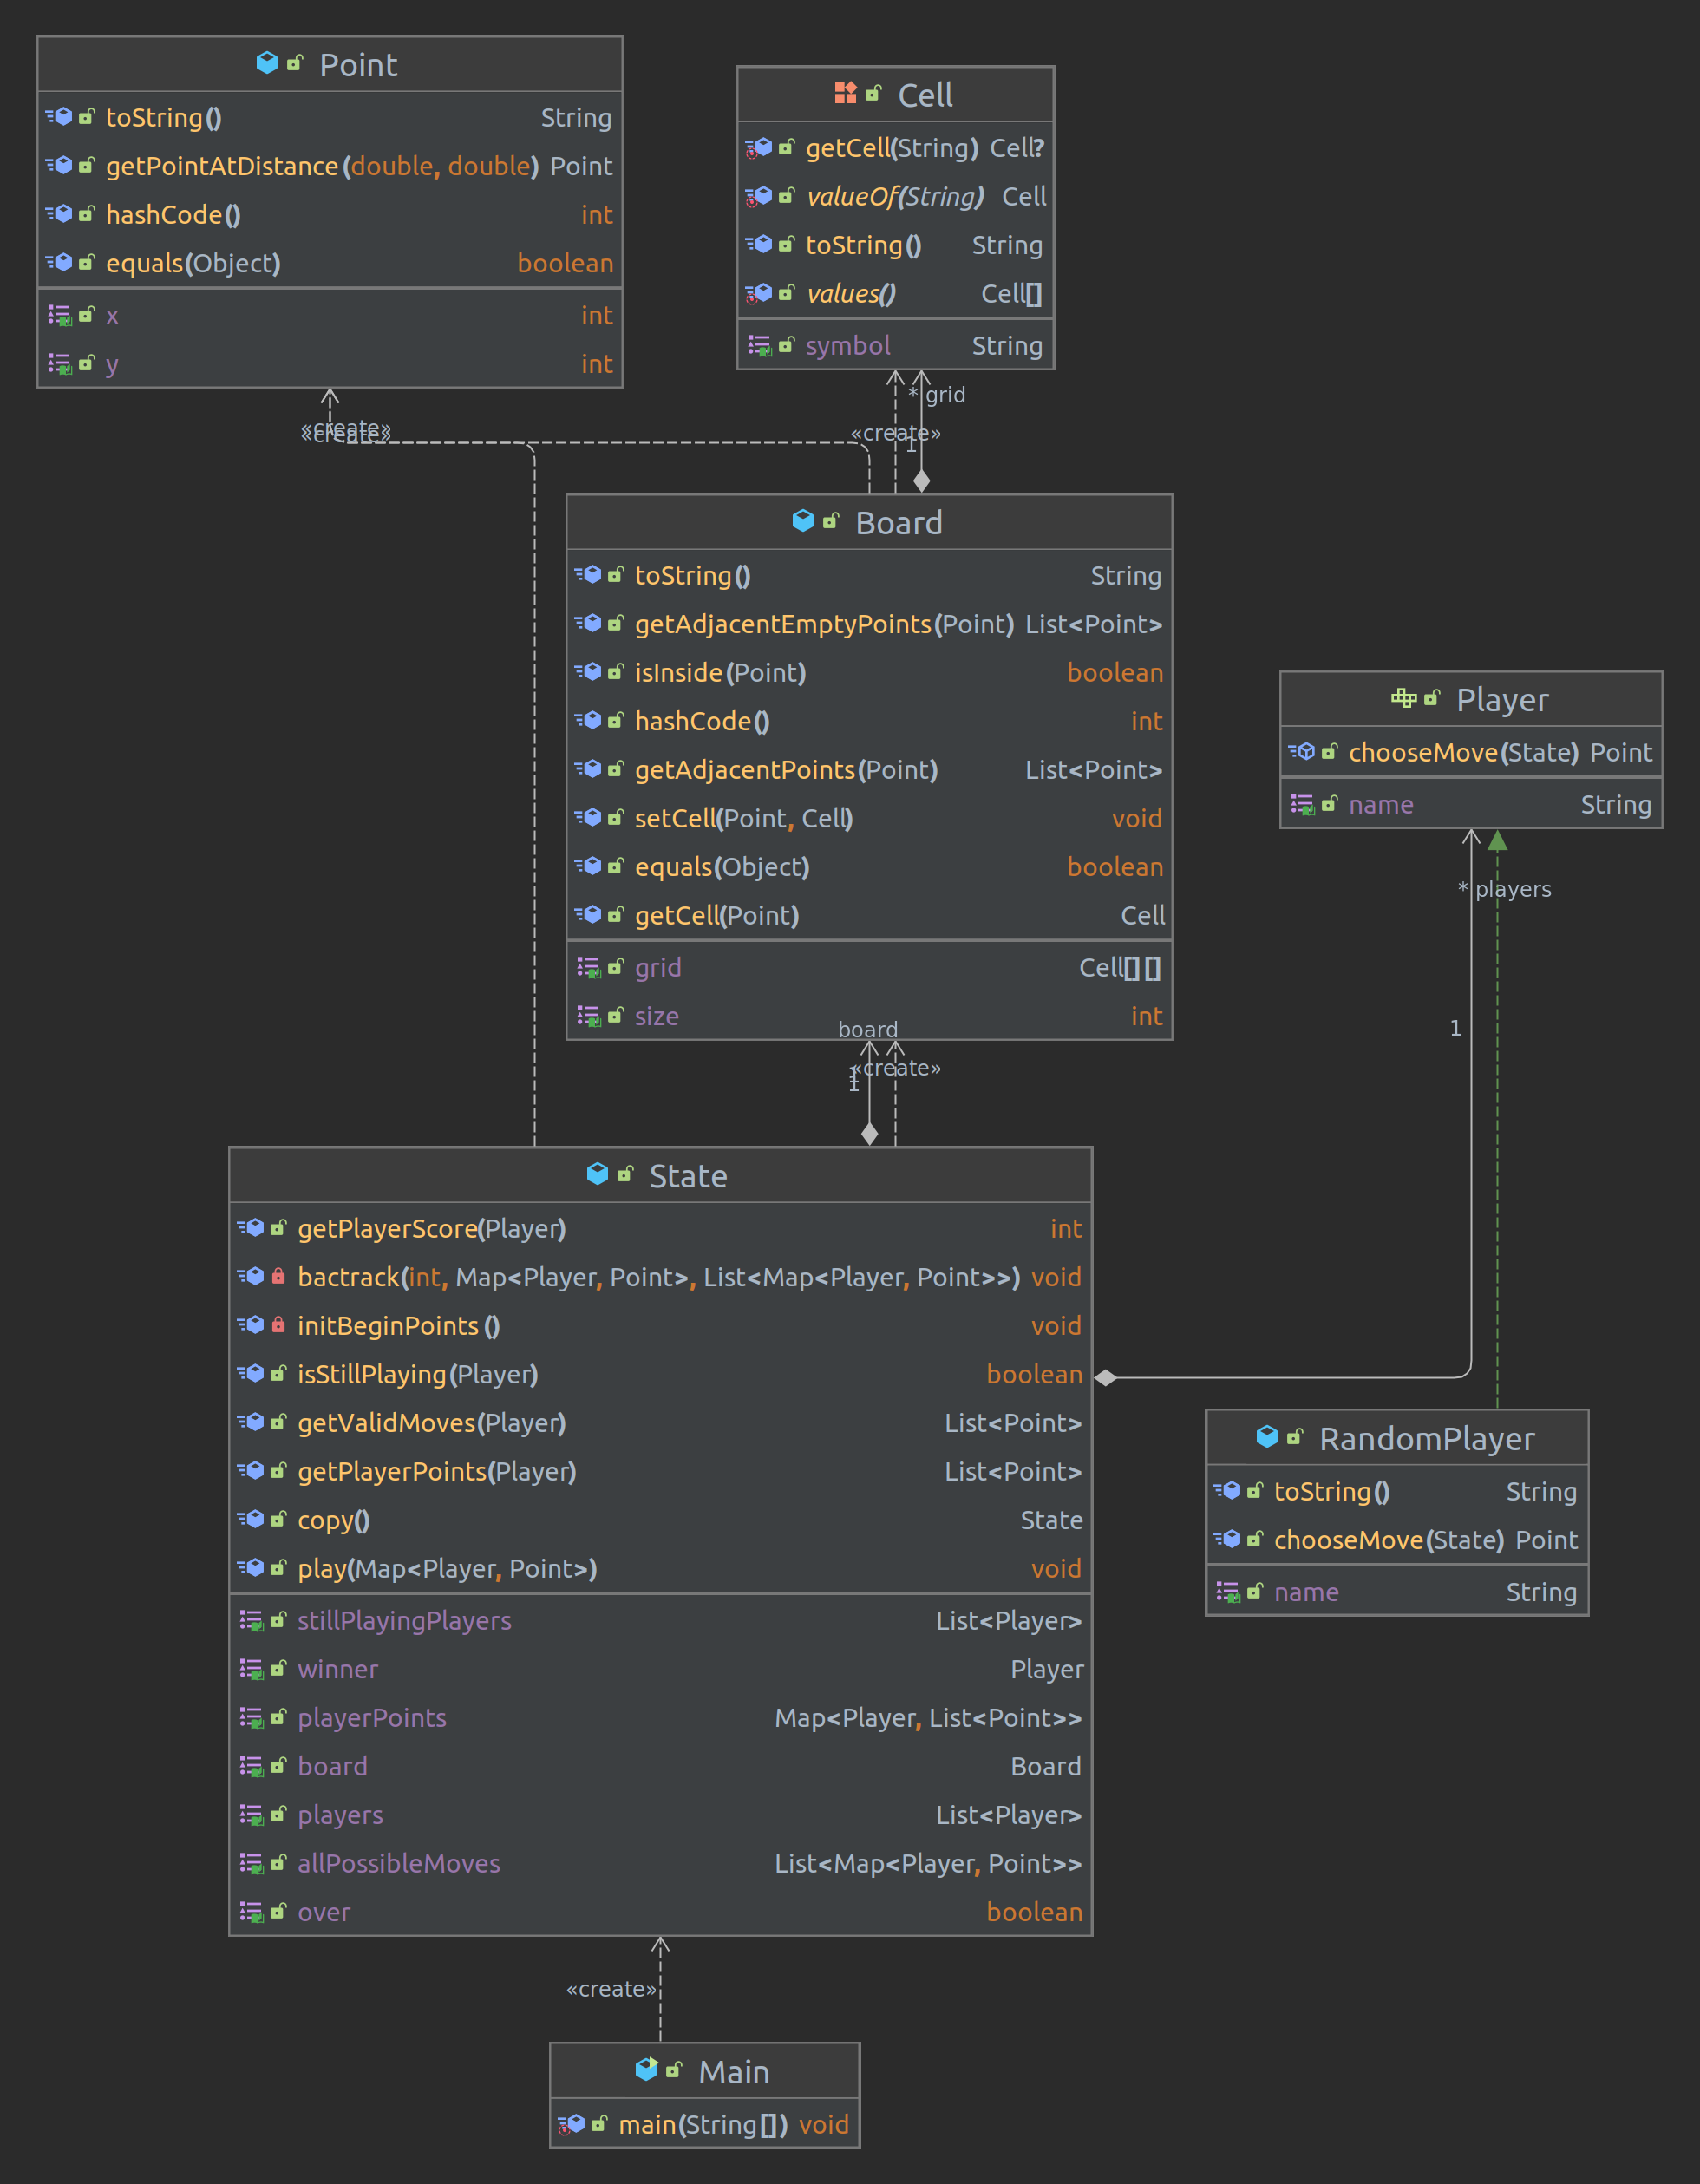 Point
toString() String
getPointAtDistance(double, double) Point
hashCode() int
equals(Object) boolean
x int
y int
Cell
getCell(String) Cell?
valueOf(String) Cell
toString() String
values() Cell[]
symbol String
* grid
«create»
«create»
«create»
1
Board
toString() String
getAdjacentEmptyPoints(Point) List<Point>
isInside(Point) boolean
hashCode() int
getAdjacentPoints(Point) List<Point>
setCell(Point, Cell) void
equals(Object) boolean
getCell(Point) Cell
grid Cell[][]
size int
board
«create»
1
1
Player
chooseMove(State) Point
name String
* players
1
State
getPlayerScore(Player) int
bactrack(int, Map<Player, Point>, List<Map<Player, Point>>) void
initBeginPoints() void
isStillPlaying(Player) boolean
getValidMoves(Player) List<Point>
getPlayerPoints(Player) List<Point>
copy() State
play(Map<Player, Point>) void
stillPlayingPlayers List<Player>
winner Player
playerPoints Map<Player, List<Point>>
board Board
players List<Player>
allPossibleMoves List<Map<Player, Point>>
over boolean
RandomPlayer
toString() String
chooseMove(State) Point
name String
«create»
Main
main(String[]) void